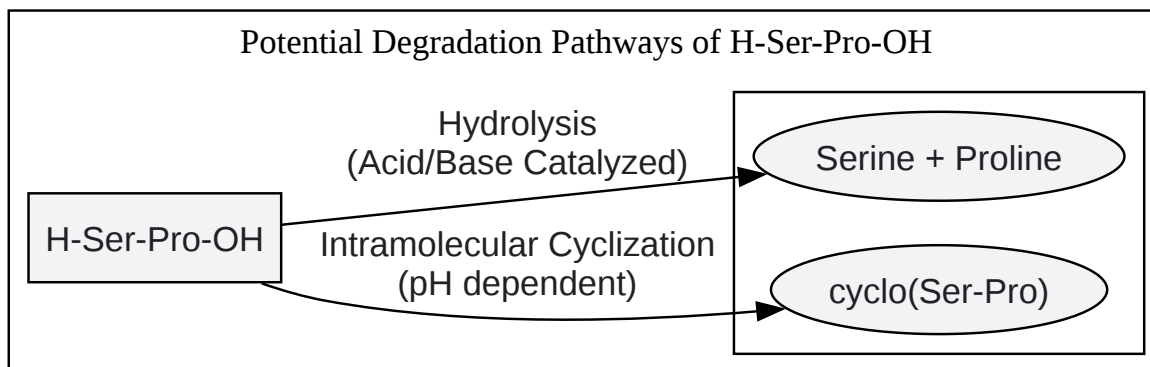 Potential Degradation Pathways of H-Ser-Pro-OH
Hydrolysis
(Acid/Base Catalyzed)
Serine + Proline
H-Ser-Pro-OH
Intramolecular Cyclization
(pH dependent)
cyclo(Ser-Pro)